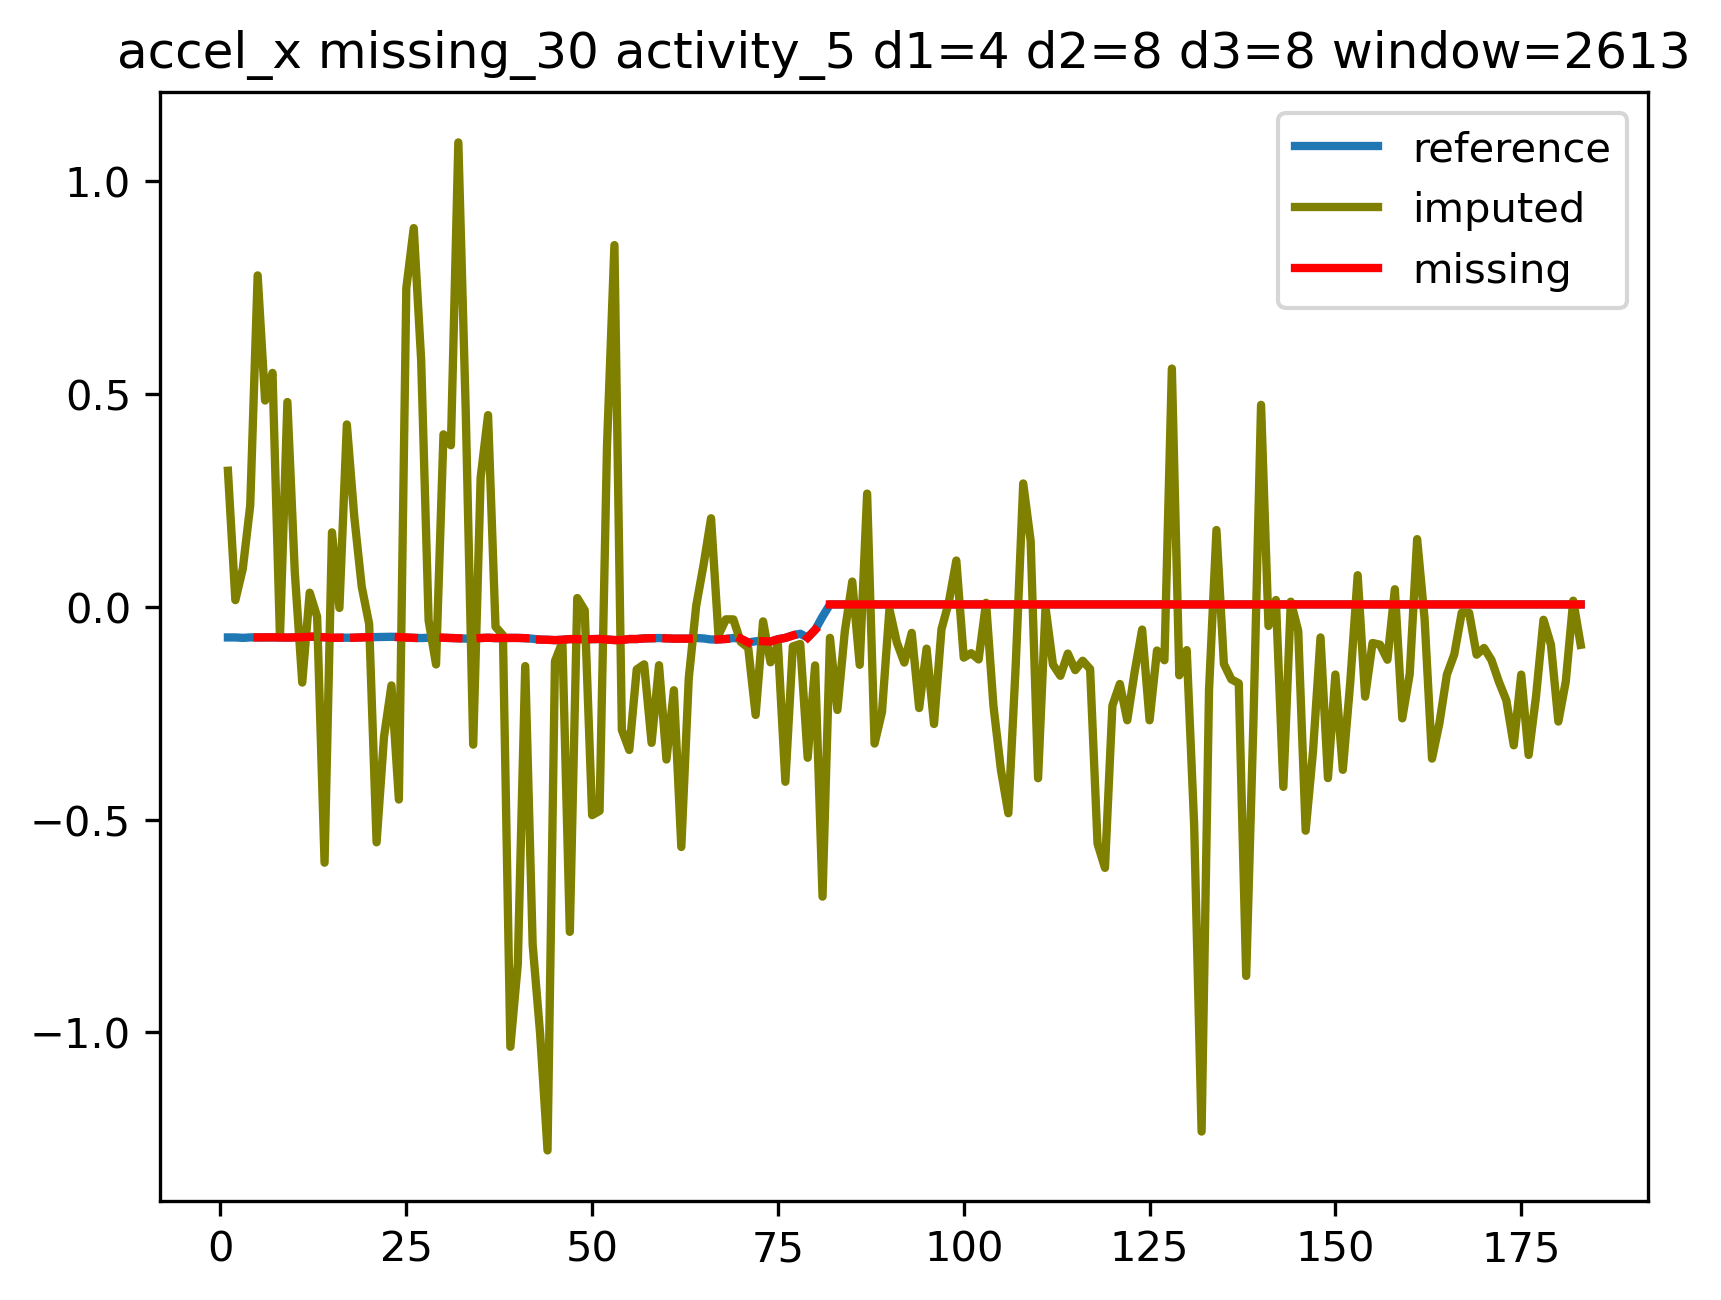 accel_x missing_30 activity_5 d1=4 d2=8 d3=8 window=2613
reference
imputed
missing
1.0
0.5
0.0
−0.5
−1.0
0 25 50 75 100 125 150 175